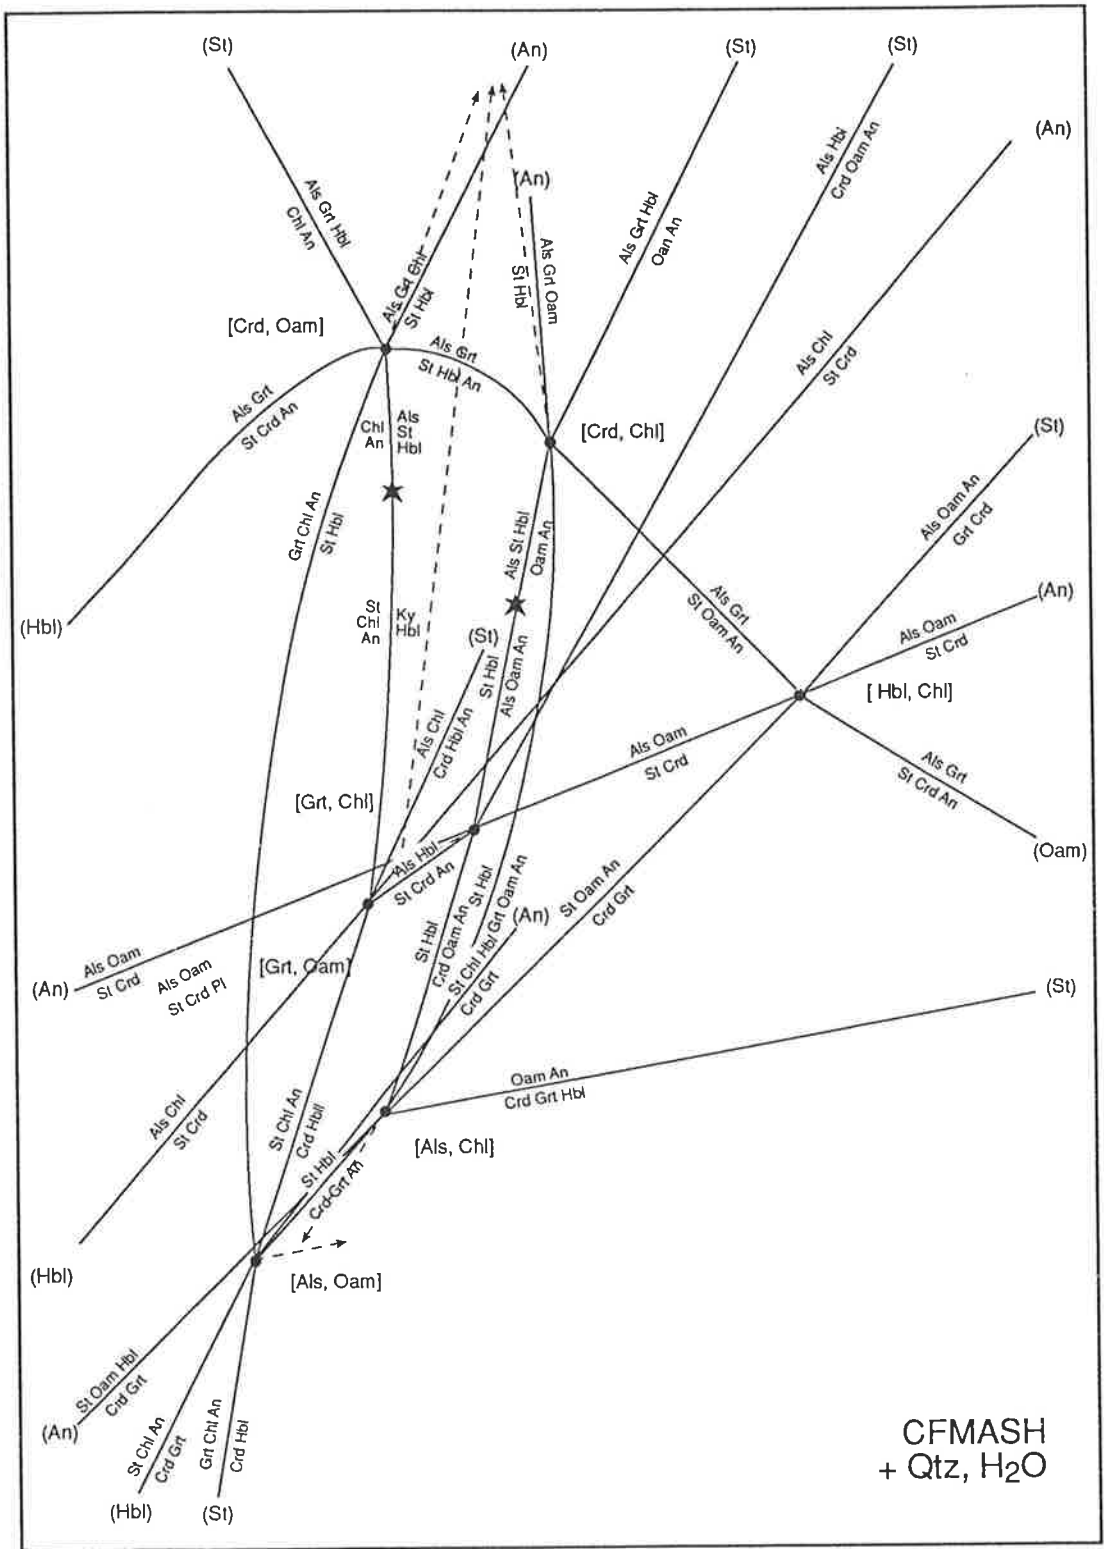 (St)
(An)
(St)
(St)
(An)
(An)
Als Grt Hbl
Chl An
Als Grt Chl
St Hbl
Als Grt Oam
St Hbl
Als Grt Hbl
Oan An
Als Hbl
Crd Oam An
Als Chl
St Crd
[Crd, Oam]
Als Grt
St Hbl An
Als Grt
St Crd An
Chl
An
Als
St
Hbl
[Crd, Chl]
(St)
Als Oam An
Grt Crd
Grt Chl An
St Hbl
Als St Hbl
Oam An
St
Chl
An
Ky
Hbl
(Hbl)
(St)
Als Grt
St Oam An
(An)
Als Oam
St Crd
St Hbl
Als Oam An
[ Hbl, Chl]
Als Chl
Crd Hbl An
Als Oam
St Crd
Als Grt
St Crd An
(Oam)
[Grt, Chl]
Als Hbl
St Crd An
St Hbl
Grt Oam An
St Hbl
Crd Oam An
(An)
St Oam An
Crd Grt
(An)
Als Oam
St Crd
Als Oam
St Crd Pl
[Grt, Oam]
St Chl Hbl
Crd Grt
(St)
Oam An
Crd Grt Hbl
Als Chl
St Crd
St Chl An
Crd Hbll
[Als, Chl]
St Hbl
Crd-Grt An
(Hbl)
[Als, Oam]
St Oam Hbl
Crd Grt
(An)
St Chl An
Crd Grt
Grt Chl An
Crd Hbl
(Hbl)
(St)
CFMASH
+ Qtz, H₂O